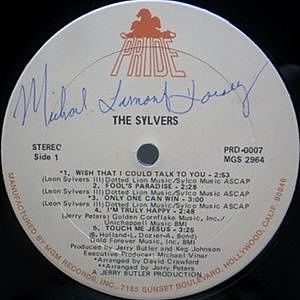 PRIDE
Michael Lamont Dorsey
THE SYLVERS
STEREO
Side 1
PRD-0007
MGS 2964
*1. WISH THAT I COULD TALK TO YOU - 2:53
(Leon Sylvers III) Dotted Lion Music/Sylco Music ASCAP
2. FOOL'S PARADISE - 2:28
(Leon Sylvers III) Dotted Lion Music/Sylco Music ASCAP
*3. ONLY ONE CAN WIN - 3:00
(Leon Sylvers III) Dotted Lion Music/Sylco Music ASCAP
*4. I'M TRULY HAPPY - 2:48
(Jerry Peters) Golden Cornflake Music Inc./
Unichappell Music, BMI
*5. TOUCH ME JESUS - 3:25
(B. Holland-L. Dozier-A. Bond)
Gold Forever Music, Inc. BMI
Produced by Jerry Butler and Keg Johnson
Executive Producer: Michael Viner
*Arranged by David Crawford
**Arranged by Jerry Peters
A JERRY BUTLER PRODUCTION
MANUFACTURED BY MGM RECORDS, INC., 7165 SUNSET BOULEVARD, HOLLYWOOD, CALIF. 90046